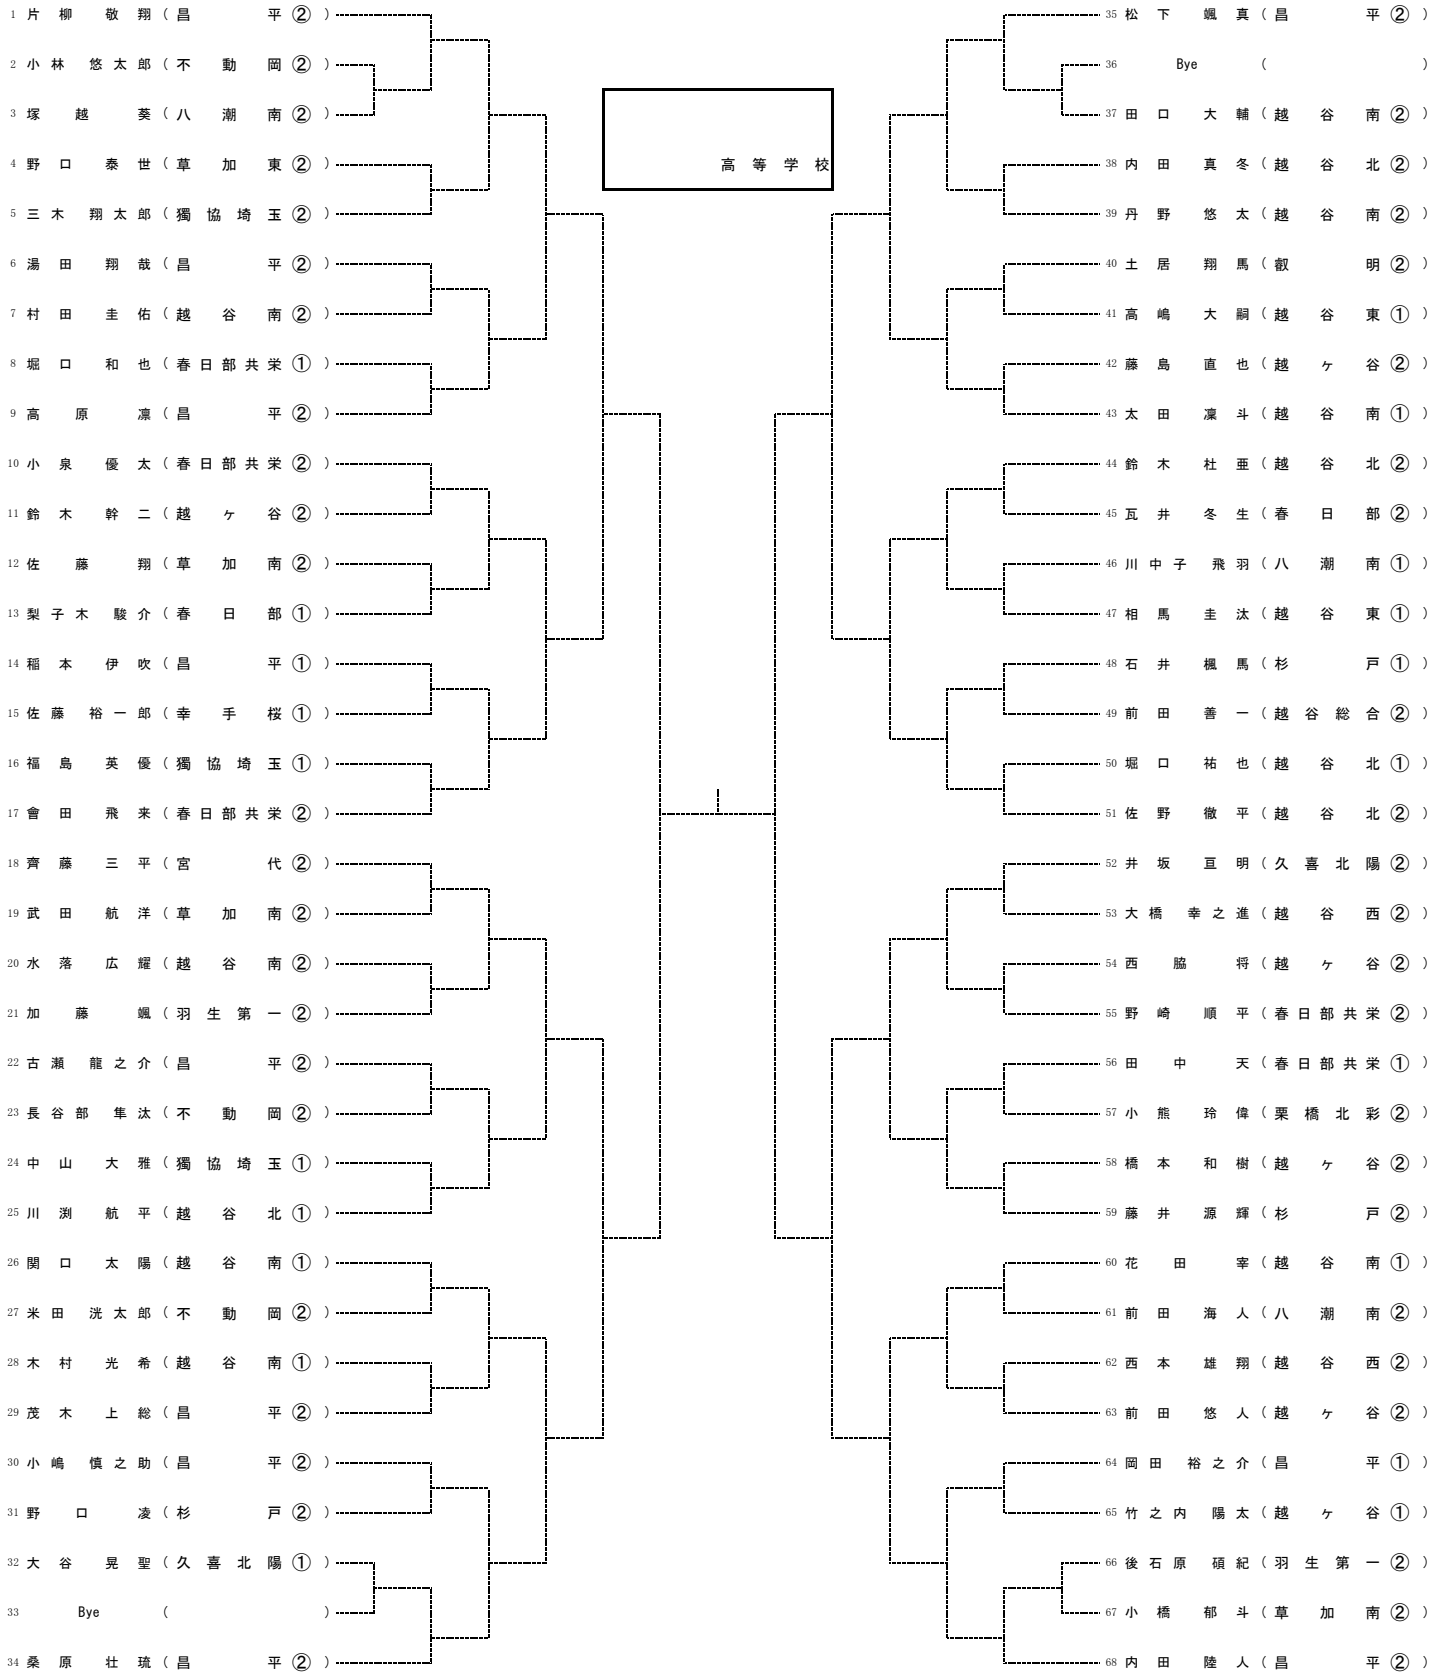 1 片柳 敬翔（昌平②）
2 小林 悠太郎（不動岡②）
3 塚越 葵（八潮南②）
4 野口 泰世（草加東②）
5 三木 翔太郎（獨協埼玉②）
6 湯田 翔哉（昌平②）
7 村田 圭佑（越谷南②）
8 堀口 和也（春日部共栄①）
9 高原 凛（昌平②）
10 小泉 優太（春日部共栄②）
11 鈴木 幹二（越ヶ谷②）
12 佐藤 翔（草加南②）
13 梨子木 駿介（春日部①）
14 稲本 伊吹（昌平①）
15 佐藤 裕一郎（幸手桜①）
16 福島 英優（獨協埼玉①）
17 會田 飛来（春日部共栄②）
18 齊藤 三平（宮代②）
19 武田 航洋（草加南②）
20 水落 広耀（越谷南②）
21 加藤 颯（羽生第一②）
22 古瀬 龍之介（昌平②）
23 長谷部 隼汰（不動岡②）
24 中山 大雅（獨協埼玉①）
25 川渕 航平（越谷北①）
26 関口 太陽（越谷南①）
27 米田 洸太郎（不動岡②）
28 木村 光希（越谷南①）
29 茂木 上総（昌平②）
30 小嶋 慎之助（昌平②）
31 野口 凌（杉戸②）
32 大谷 晃聖（久喜北陽①）
33 Bye（ ）
34 桑原 壮琉（昌平②）
高等学校
35 松下 颯真（昌平②）
36 Bye（ ）
37 田口 大輔（越谷南②）
38 内田 真冬（越谷北②）
39 丹野 悠太（越谷南②）
40 土居 翔馬（叡明②）
41 高嶋 大嗣（越谷東①）
42 藤島 直也（越ヶ谷②）
43 太田 凜斗（越谷南①）
44 鈴木 杜亜（越谷北②）
45 瓦井 冬生（春日部②）
46 川中子 飛羽（八潮南①）
47 相馬 圭汰（越谷東①）
48 石井 楓馬（杉戸①）
49 前田 善一（越谷総合②）
50 堀口 祐也（越谷北①）
51 佐野 徹平（越谷北②）
52 井坂 亘明（久喜北陽②）
53 大橋 幸之進（越谷西②）
54 西脇 将（越ヶ谷②）
55 野崎 順平（春日部共栄②）
56 田中 天（春日部共栄①）
57 小熊 玲偉（栗橋北彩②）
58 橋本 和樹（越ヶ谷②）
59 藤井 源輝（杉戸②）
60 花田 宰（越谷南①）
61 前田 海人（八潮南②）
62 西本 雄翔（越谷西②）
63 前田 悠人（越ヶ谷②）
64 岡田 裕之介（昌平①）
65 竹之内 陽太（越ヶ谷①）
66 後石原 碩紀（羽生第一②）
67 小橋 郁斗（草加南②）
68 内田 陸人（昌平②）